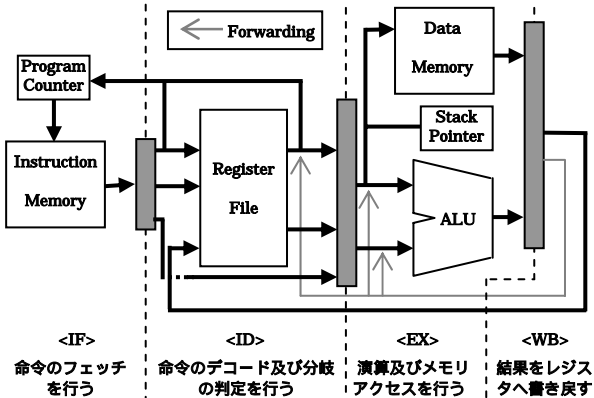 Forwarding
Program
Counter
Instruction
Memory
Register
File
Data
Memory
Stack
Pointer
ALU
<IF>
命令のフェッチ
を行う
<ID>
命令のデコード及び分岐
の判定を行う
<EX>
演算及びメモリ
アクセスを行う
<WB>
結果をレジス
タへ書き戻す